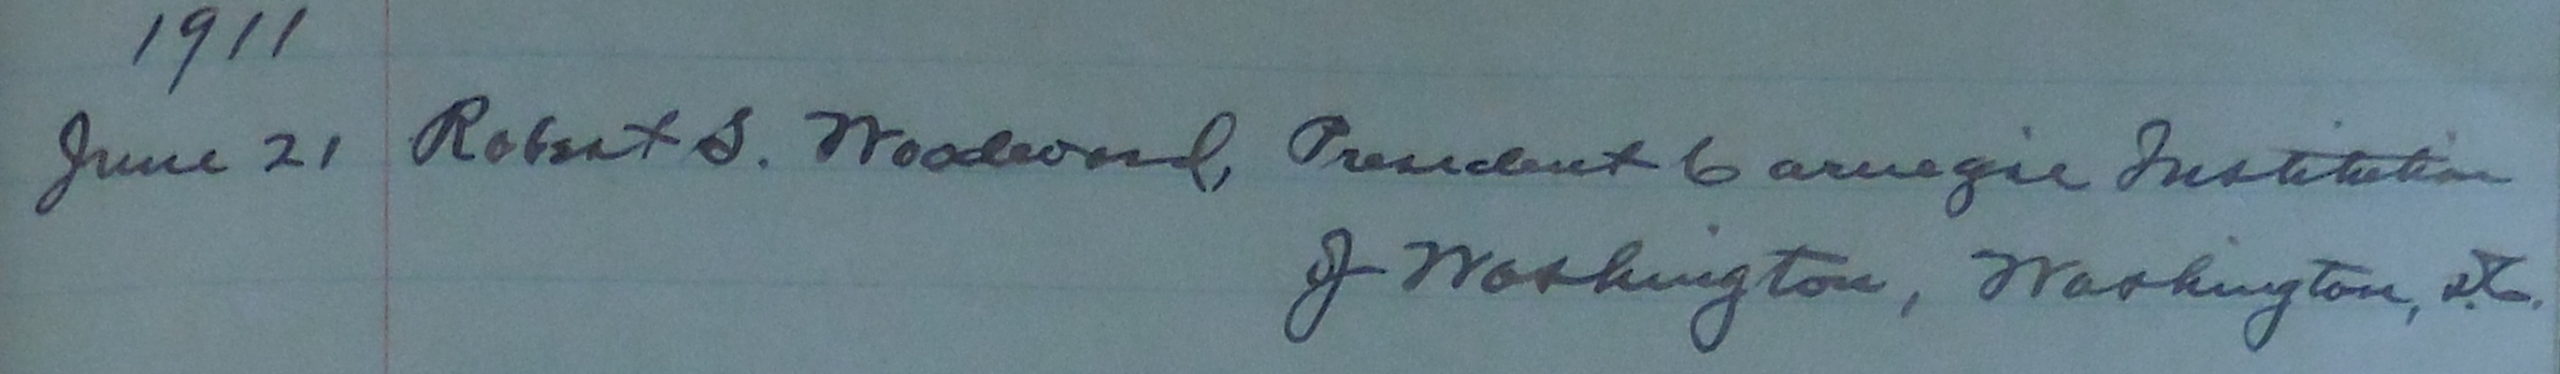 1911
June 21 Robert S. Woodward, President Carnegie Institution
of Washington, Washington, D.C.